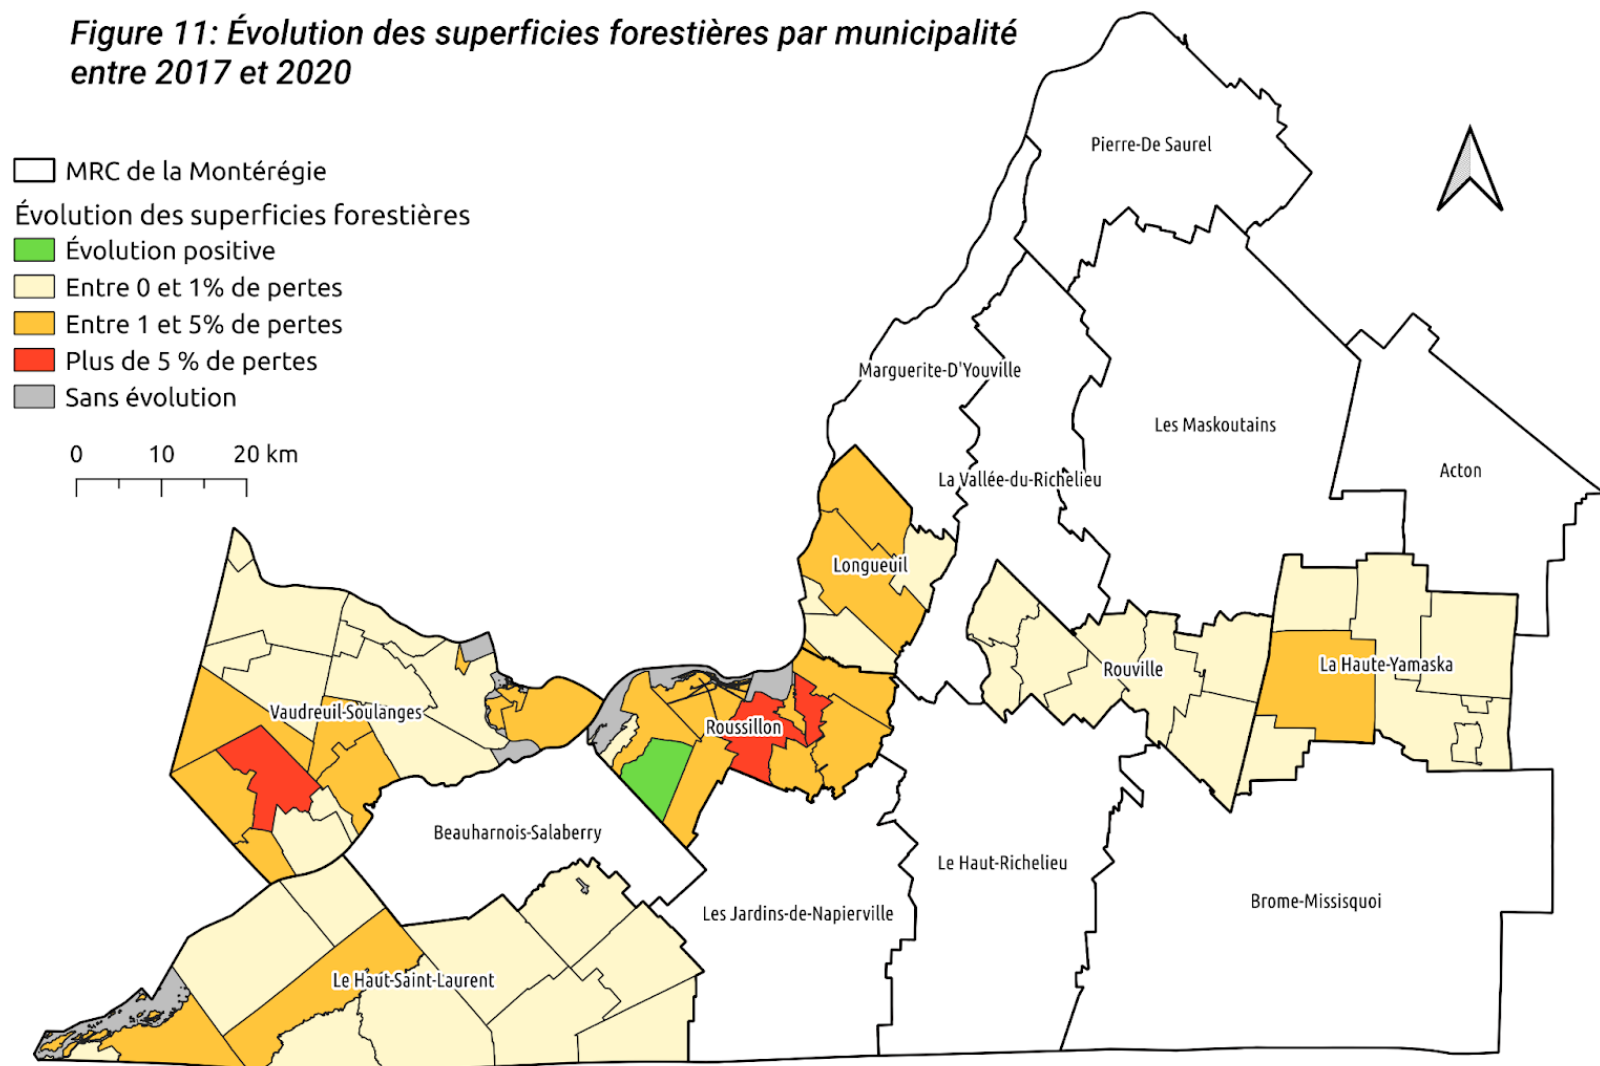 Figure 11: Évolution des superficies forestières par municipalité
entre 2017 et 2020
MRC de la Montérégie
Évolution des superficies forestières
Évolution positive
Entre 0 et 1% de pertes
Entre 1 et 5% de pertes
Plus de 5 % de pertes
Sans évolution
0 10 20 km
Pierre-De Saurel
Marguerite-D'Youville
Les Maskoutains
Acton
La Vallée-du-Richelieu
Longueuil
La Haute-Yamaska
Rouville
Vaudreuil-Soulanges
Roussillon
Beauharnois-Salaberry
Le Haut-Richelieu
Brome-Missisquoi
Les Jardins-de-Napierville
Le Haut-Saint-Laurent